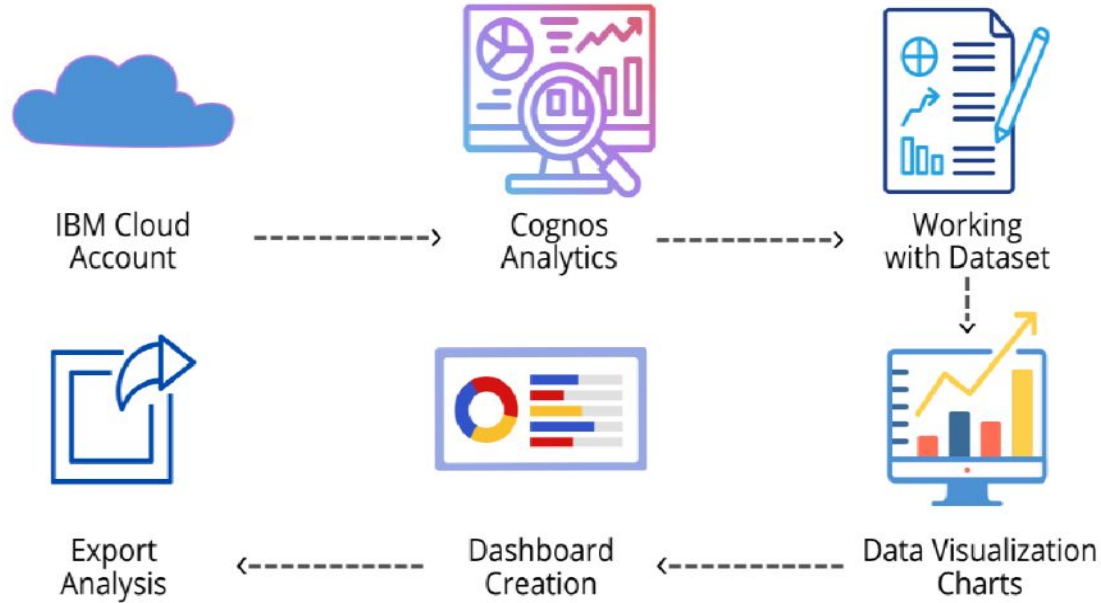 IBM Cloud
Account
Cognos
Analytics
Working
with Dataset
Data Visualization
Charts
Dashboard
Creation
Export
Analysis